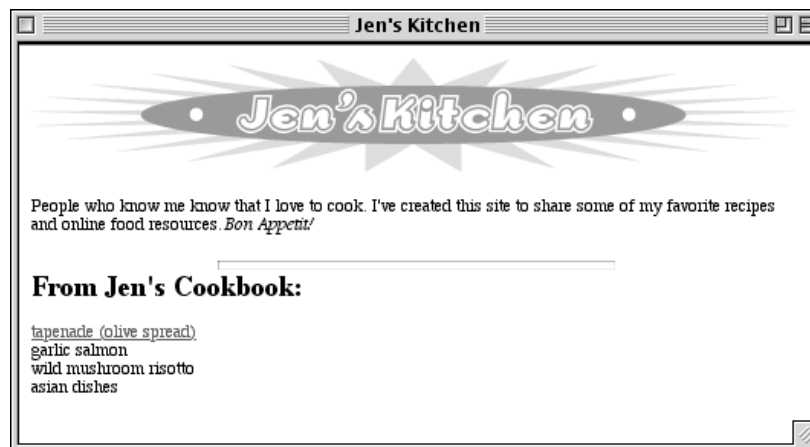 Jen's Kitchen
Jen's Kitchen
People who know me know that I love to cook. I've created this site to share some of my favorite recipes
and online food resources. Bon Appetit!
From Jen's Cookbook:
tapenade (olive spread)
garlic salmon
wild mushroom risotto
asian dishes